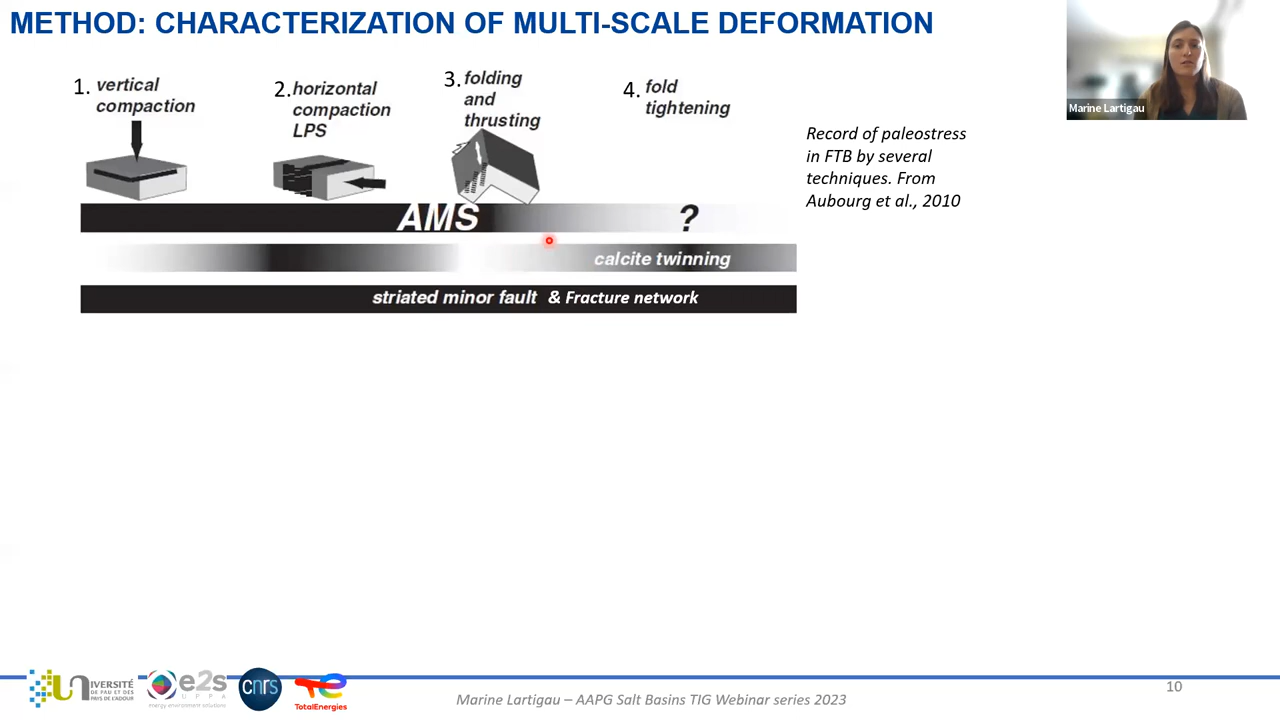 METHOD: CHARACTERIZATION OF MULTI-SCALE DEFORMATION
Marine Lartigau
1. vertical
compaction
2. horizontal
compaction
LPS
3. folding
and
thrusting
4. fold
tightening
Record of paleostress
in FTB by several
techniques. From
Aubourg et al., 2010
AMS
?
calcite twinning
striated minor fault & Fracture network
UNIVERSITÉ
DE PAU ET DES
PAYS DE L'ADOUR
e2s
UPPA
energy environment solutions
cnrs
TotalEnergies
Marine Lartigau – AAPG Salt Basins TIG Webinar series 2023
10